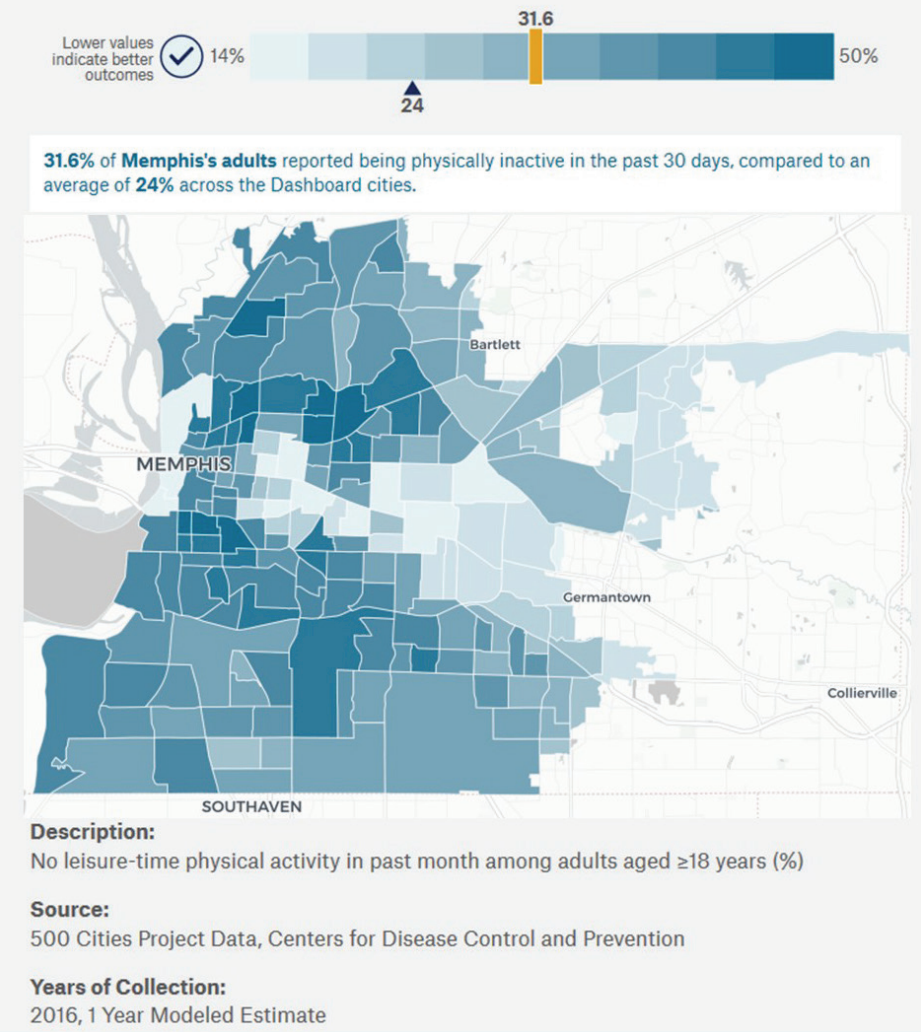 31.6
Lower values
indicate better
outcomes
14%
50%
24
31.6% of Memphis's adults reported being physically inactive in the past 30 days, compared to an
average of 24% across the Dashboard cities.
Bartlett
MEMPHIS
Germantown
Collierville
SOUTHAVEN
Description:
No leisure-time physical activity in past month among adults aged ≥18 years (%)
Source:
500 Cities Project Data, Centers for Disease Control and Prevention
Years of Collection:
2016, 1 Year Modeled Estimate